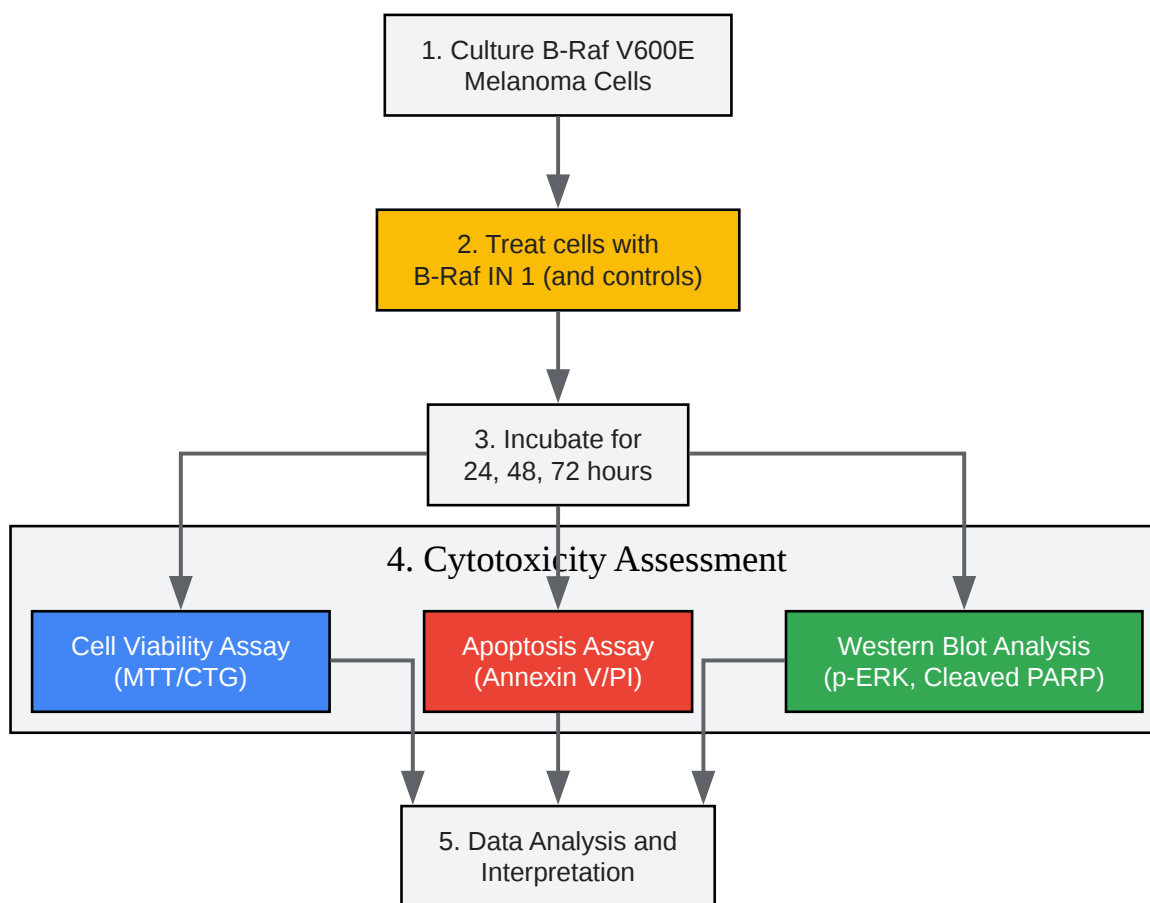 1. Culture B-Raf V600E
Melanoma Cells
2. Treat cells with
B-Raf IN 1 (and controls)
3. Incubate for
24, 48, 72 hours
4. Cytotoxicity Assessment
Cell Viability Assay
(MTT/CTG)
Apoptosis Assay
(Annexin V/PI)
Western Blot Analysis
(p-ERK, Cleaved PARP)
5. Data Analysis and
Interpretation